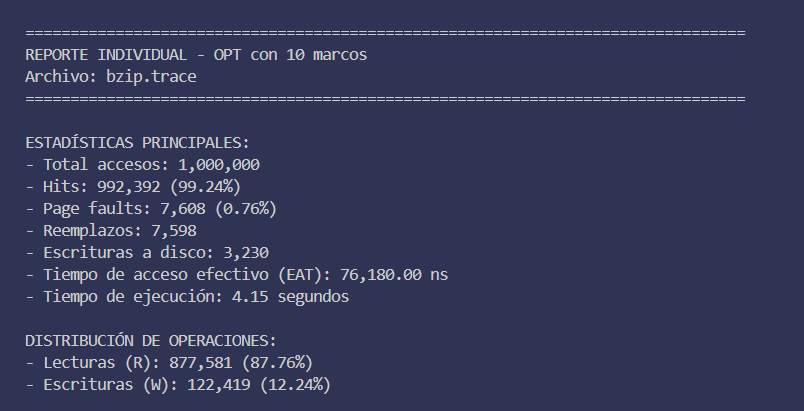 ================================================================================
REPORTE INDIVIDUAL - OPT con 10 marcos
Archivo: bzip.trace
================================================================================
ESTADÍSTICAS PRINCIPALES:
- Total accesos: 1,000,000
- Hits: 992,392 (99.24%)
- Page faults: 7,608 (0.76%)
- Reemplazos: 7,598
- Escrituras a disco: 3,230
- Tiempo de acceso efectivo (EAT): 76,180.00 ns
- Tiempo de ejecución: 4.15 segundos
DISTRIBUCIÓN DE OPERACIONES:
- Lecturas (R): 877,581 (87.76%)
- Escrituras (W): 122,419 (12.24%)